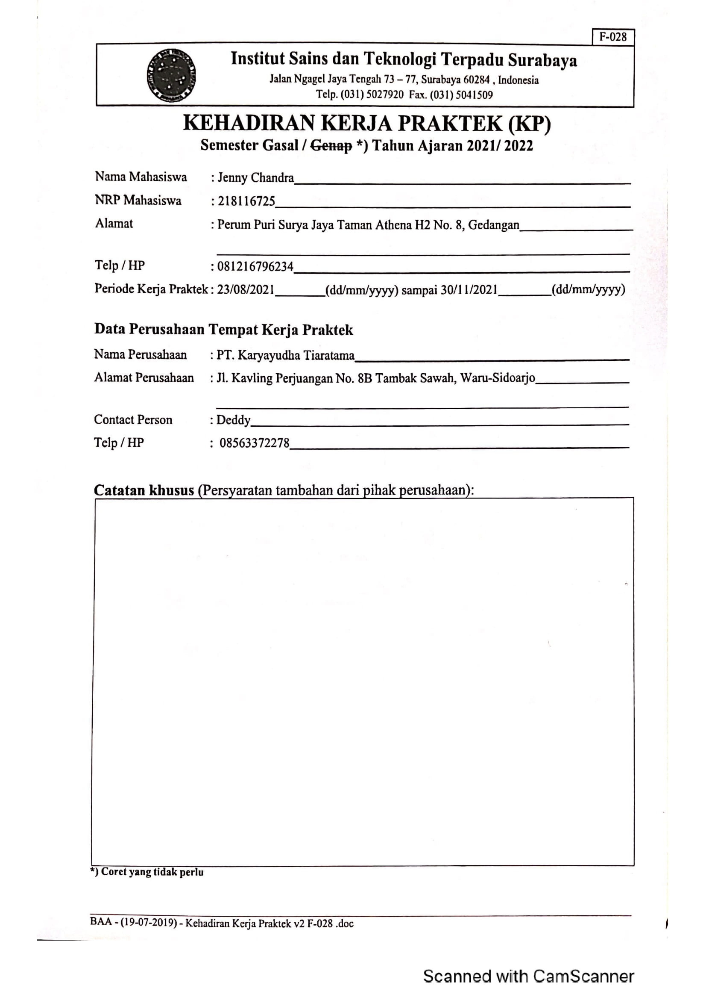 F-028
Institut Sains dan Teknologi Terpadu Surabaya
Jalan Ngagel Jaya Tengah 73 – 77, Surabaya 60284 , Indonesia
Telp. (031) 5027920 Fax. (031) 5041509
KEHADIRAN KERJA PRAKTEK (KP)
Semester Gasal / Genap *) Tahun Ajaran 2021/ 2022
Nama Mahasiswa : Jenny Chandra
NRP Mahasiswa : 218116725
Alamat : Perum Puri Surya Jaya Taman Athena H2 No. 8, Gedangan
Telp / HP : 081216796234
Periode Kerja Praktek : 23/08/2021 (dd/mm/yyyy) sampai 30/11/2021 (dd/mm/yyyy)
Data Perusahaan Tempat Kerja Praktek
Nama Perusahaan : PT. Karyayudha Tiaratama
Alamat Perusahaan : Jl. Kavling Perjuangan No. 8B Tambak Sawah, Waru-Sidoarjo
Contact Person : Deddy
Telp / HP : 08563372278
Catatan khusus (Persyaratan tambahan dari pihak perusahaan):
*) Coret yang tidak perlu
BAA - (19-07-2019) - Kehadiran Kerja Praktek v2 F-028 .doc
Scanned with CamScanner